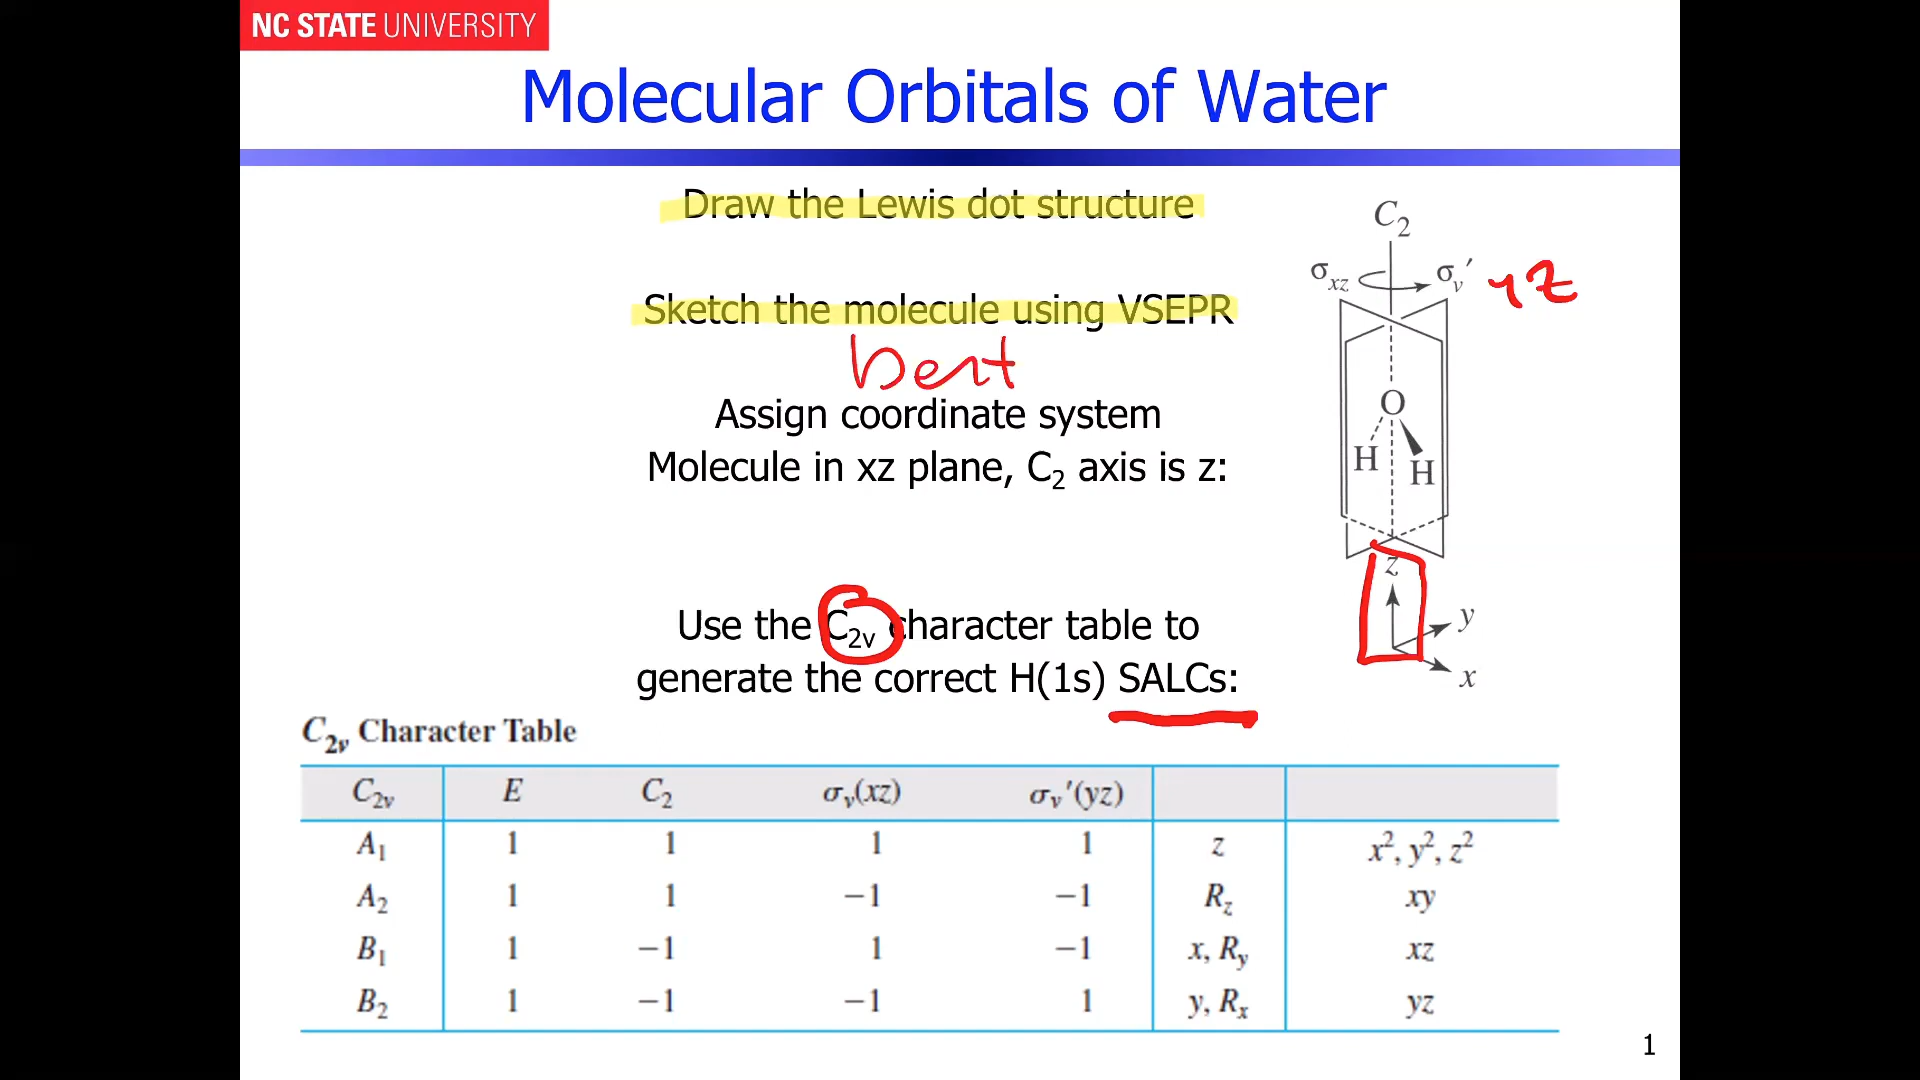 NC STATE UNIVERSITY
Molecular Orbitals of Water
Draw the Lewis dot structure
Sketch the molecule using VSEPR
bent
Assign coordinate system
Molecule in xz plane, C₂ axis is z:
Use the C₂ᵥ character table to
generate the correct H(1s) SALCs:
C₂
σxz σᵥ′ yz
O
H H
z
y
x
C₂ᵥ Character Table
C₂ᵥ E C₂ σᵥ(xz) σᵥ′(yz)
A₁ 1 1 1 1 z x², y², z²
A₂ 1 1 −1 −1 Rz xy
B₁ 1 −1 1 −1 x, Ry xz
B₂ 1 −1 −1 1 y, Rx yz
1